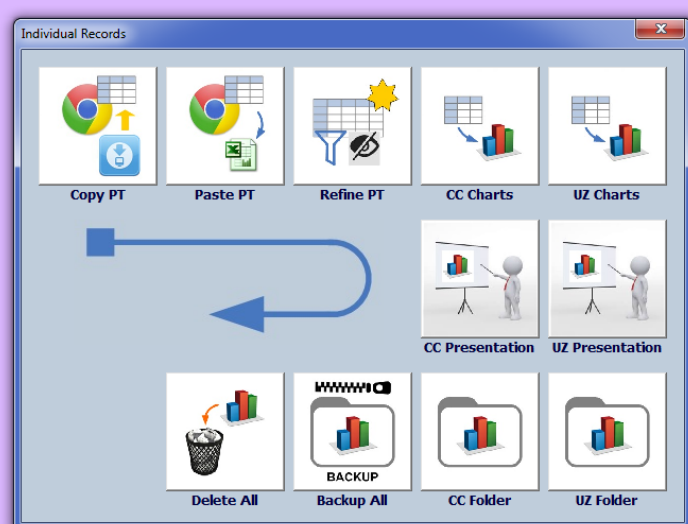 Individual Records
Copy PT
Paste PT
Refine PT
CC Charts
UZ Charts
CC Presentation
UZ Presentation
BACKUP
Delete All
Backup All
CC Folder
UZ Folder